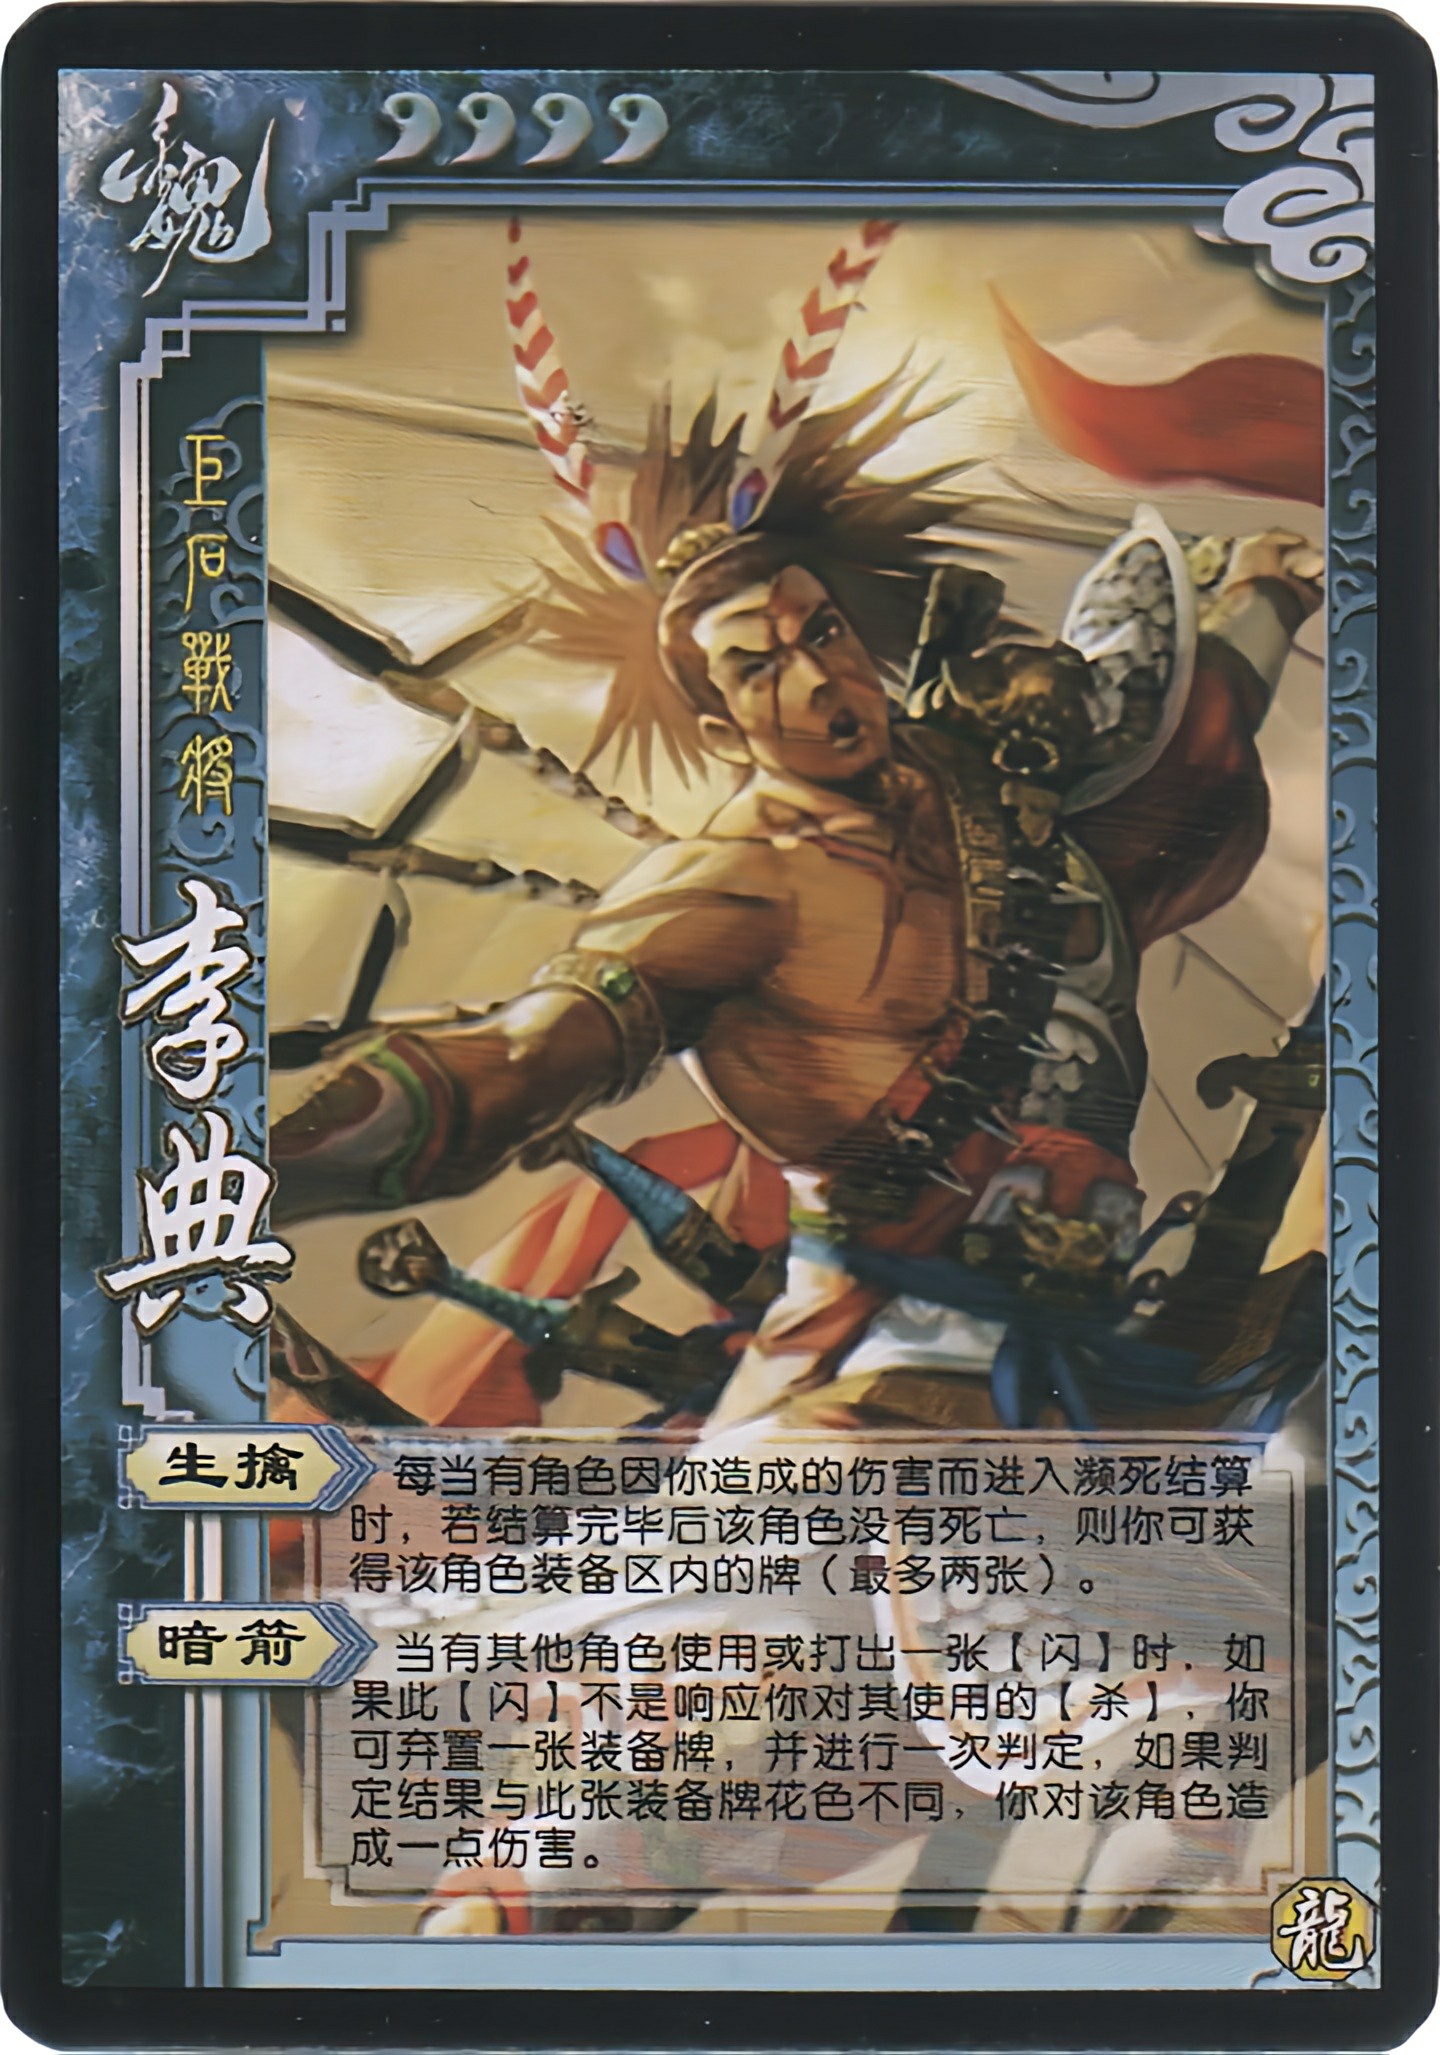 魏
巨石戰將
李典
生擒
每当有角色因你造成的伤害而进入濒死结算
时，若结算完毕后该角色没有死亡，则你可获
得该角色装备区内的牌（最多两张）。
暗箭
当有其他角色使用或打出一张【闪】时，如
果此【闪】不是响应你对其使用的【杀】，你
可弃置一张装备牌，并进行一次判定，如果判
定结果与此张装备牌花色不同，你对该角色造
成一点伤害。
龍